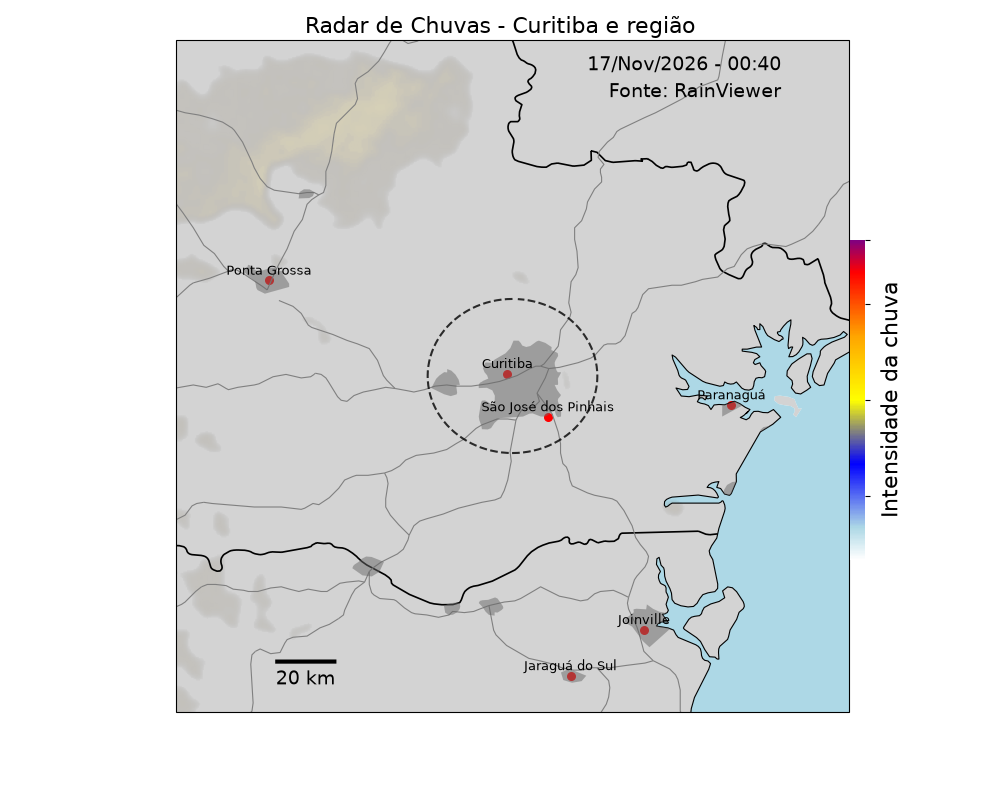 Radar de Chuvas - Curitiba e região
17/Nov/2026 - 00:40
Fonte: RainViewer
Ponta Grossa
Curitiba
São José dos Pinhais
Paranaguá
Intensidade da chuva
Joinville
Jaraguá do Sul
20 km